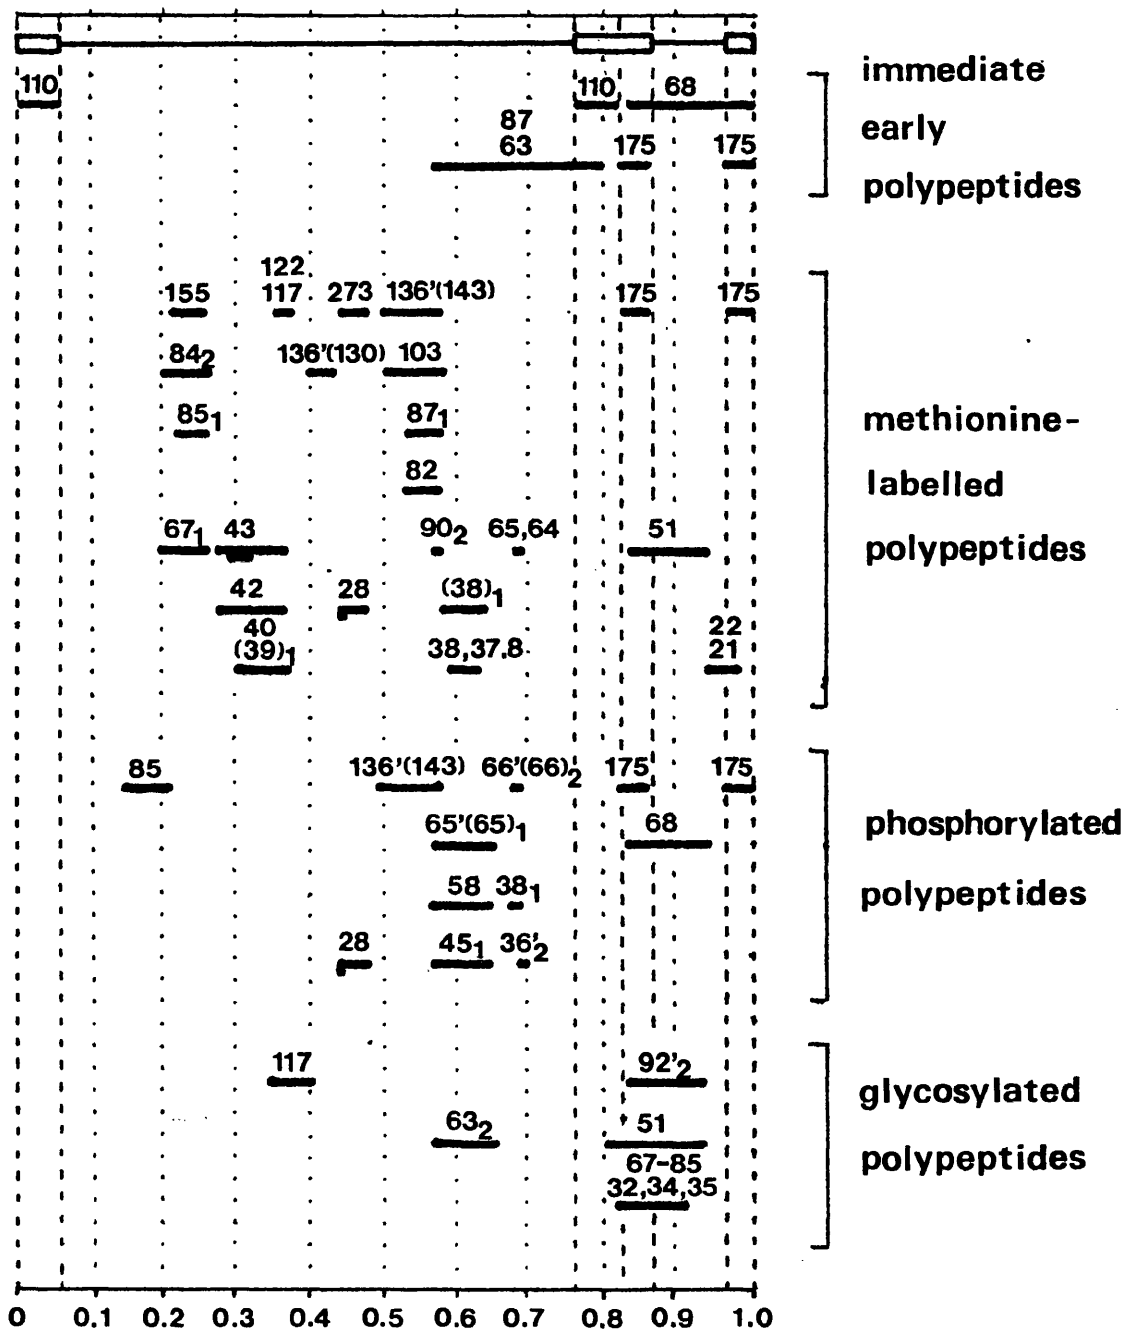 110 110 68
immediate
87
early
63 175 175
polypeptides
122
155 117 273 136'(143) 175 175
84₂ 136'(130) 103
85₁ 87₁
methionine-
82
labelled
67₁ 43 90₂ 65,64 51
polypeptides
42 28 (38)₁
40 22
(39)₁ 38,37.8 21
85 136'(143) 66'(66)₂ 175 175
65'(65)₁ 68
phosphorylated
58 38₁
polypeptides
28 45₁ 36'₂
117 92'₂
glycosylated
63₂ 51
67-85
polypeptides
32,34,35
0 0.1 0.2 0.3 0.4 0.5 0.6 0.7 0.8 0.9 1.0